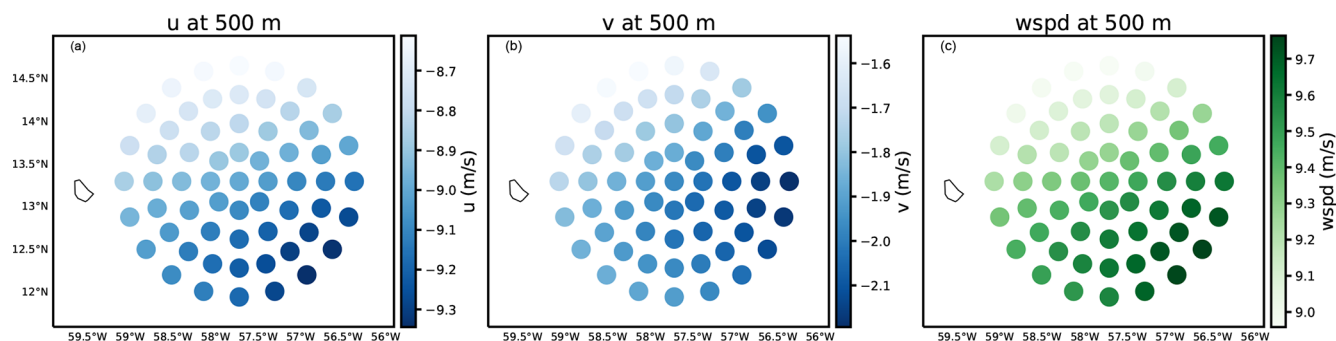 u at 500 m
(a)
14.5°N
14°N
13.5°N
13°N
12.5°N
12°N
59.5°W 59°W 58.5°W 58°W 57.5°W 57°W 56.5°W 56°W
−8.7
−8.8
−8.9
−9.0
−9.1
−9.2
−9.3
u (m/s)
v at 500 m
(b)
59.5°W 59°W 58.5°W 58°W 57.5°W 57°W 56.5°W 56°W
−1.6
−1.7
−1.8
−1.9
−2.0
−2.1
v (m/s)
wspd at 500 m
(c)
59.5°W 59°W 58.5°W 58°W 57.5°W 57°W 56.5°W 56°W
9.7
9.6
9.5
9.4
9.3
9.2
9.1
9.0
wspd (m/s)